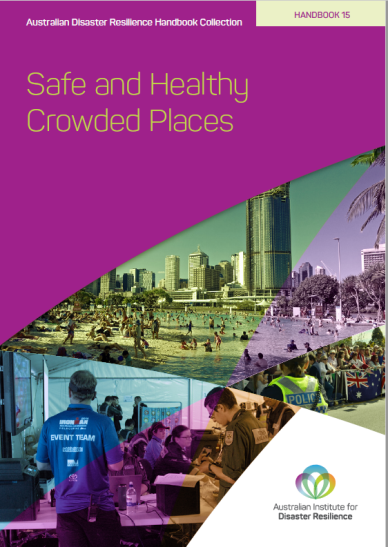 Australian Disaster Resilience Handbook Collection
HANDBOOK 15
Safe and Healthy
Crowded Places
IRONMAN
EVENT TEAM
POLICE
Australian Institute for
Disaster Resilience